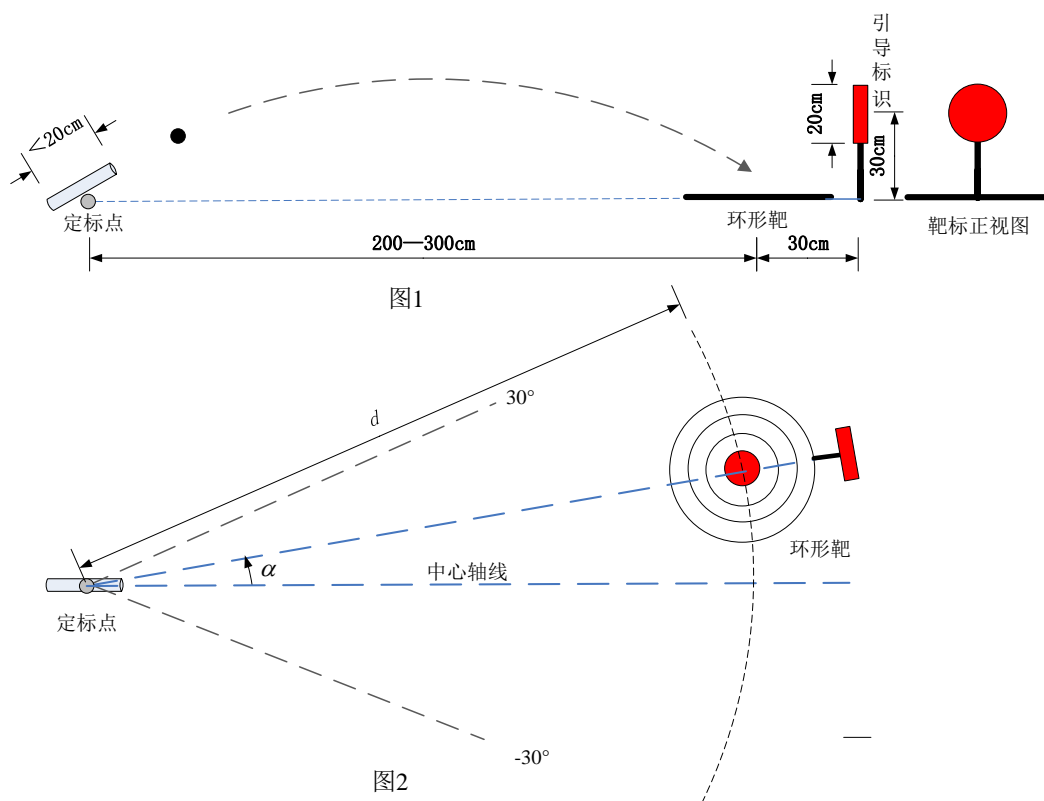 引导标识
20cm
30cm
<20cm
定标点
环形靶
靶标正视图
200—300cm
30cm
图1
d
30°
环形靶
α
中心轴线
定标点
-30°
图2